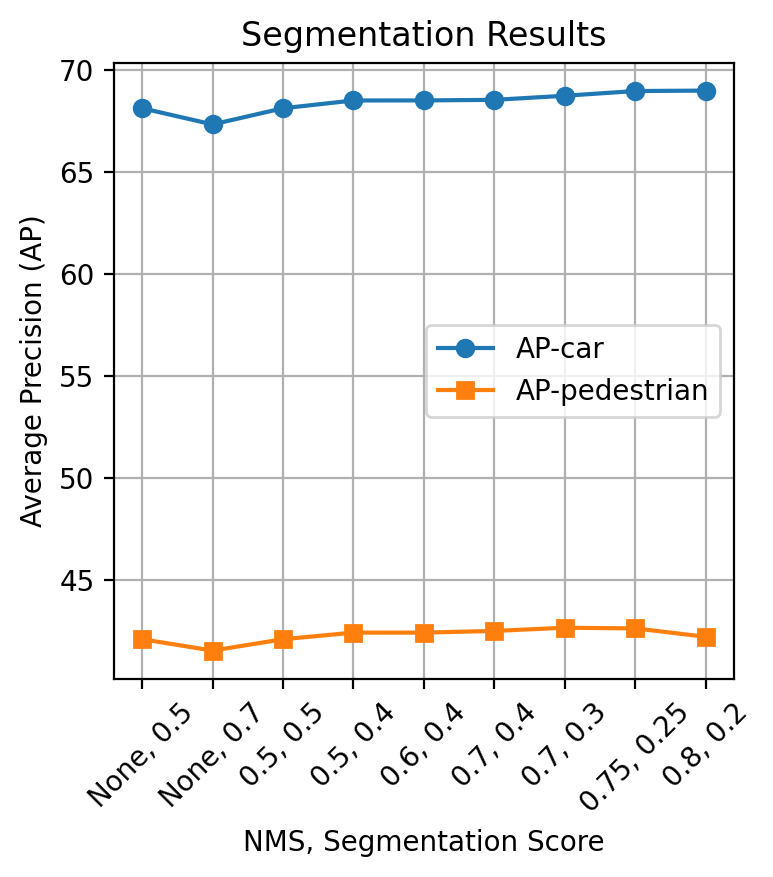 Segmentation Results
Average Precision (AP)
70
65
60
55
50
45
AP-car
AP-pedestrian
None, 0.5
None, 0.7
0.5, 0.5
0.5, 0.4
0.6, 0.4
0.7, 0.4
0.7, 0.3
0.75, 0.25
0.8, 0.2
NMS, Segmentation Score